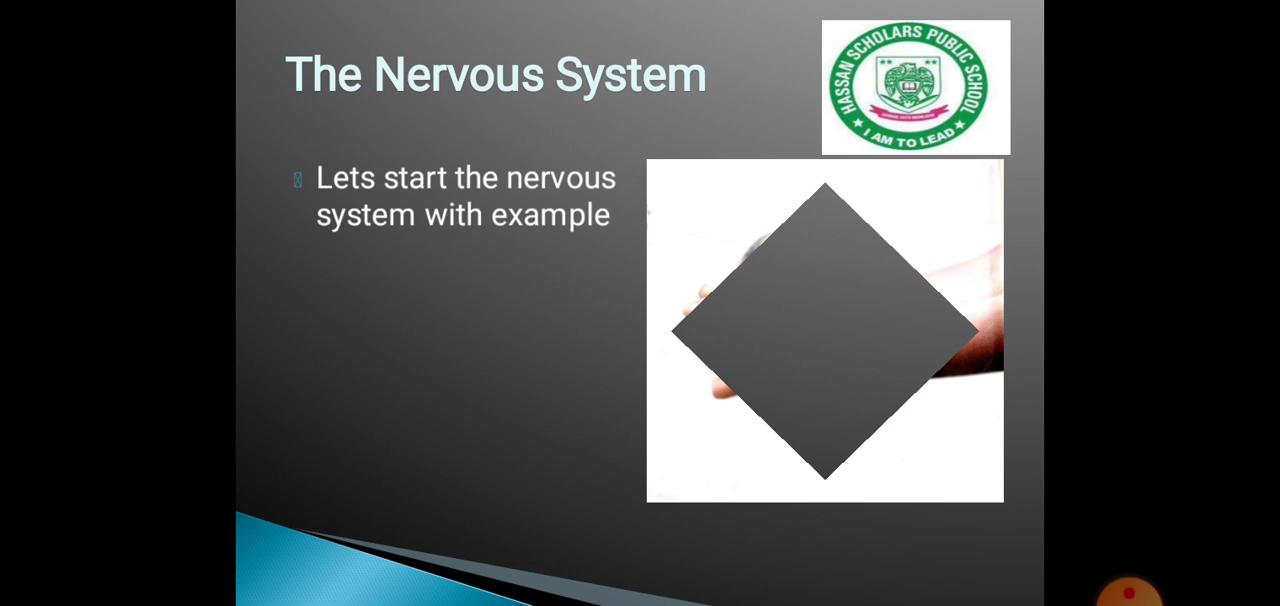 The Nervous System
HASSAN SCHOLARS PUBLIC SCHOOL
I AM TO LEAD
Lets start the nervous
system with example